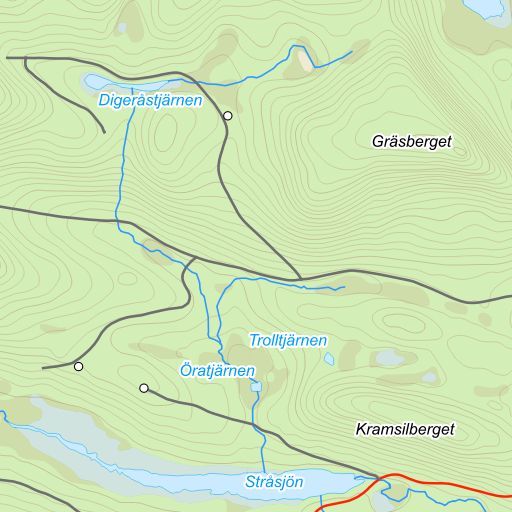 Digeråstjärnen
Gräsberget
Trolltjärnen
Öratjärnen
Kramsilberget
Stråsjön